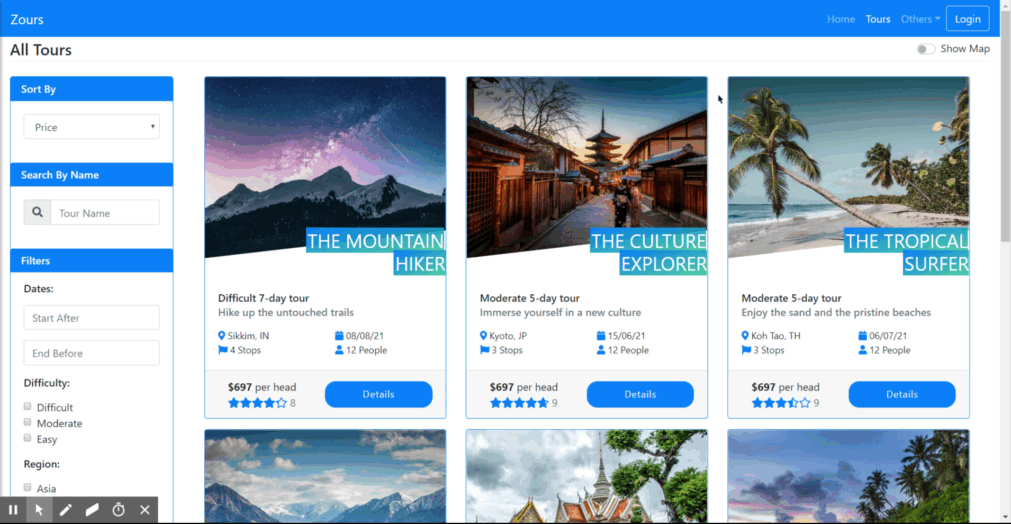 Zours
Home Tours Others Login
All Tours
Show Map
Sort By
Price
Search By Name
Tour Name
Filters
Dates:
Start After
End Before
Difficulty:
Difficult
Moderate
Easy
Region:
Asia
THE MOUNTAIN
HIKER
Difficult 7-day tour
Hike up the untouched trails
Sikkim, IN 08/08/21
4 Stops 12 People
$697 per head
8
Details
THE CULTURE
EXPLORER
Moderate 5-day tour
Immerse yourself in a new culture
Kyoto, JP 15/06/21
3 Stops 12 People
$697 per head
9
Details
THE TROPICAL
SURFER
Moderate 5-day tour
Enjoy the sand and the pristine beaches
Koh Tao, TH 06/07/21
3 Stops 12 People
$697 per head
9
Details